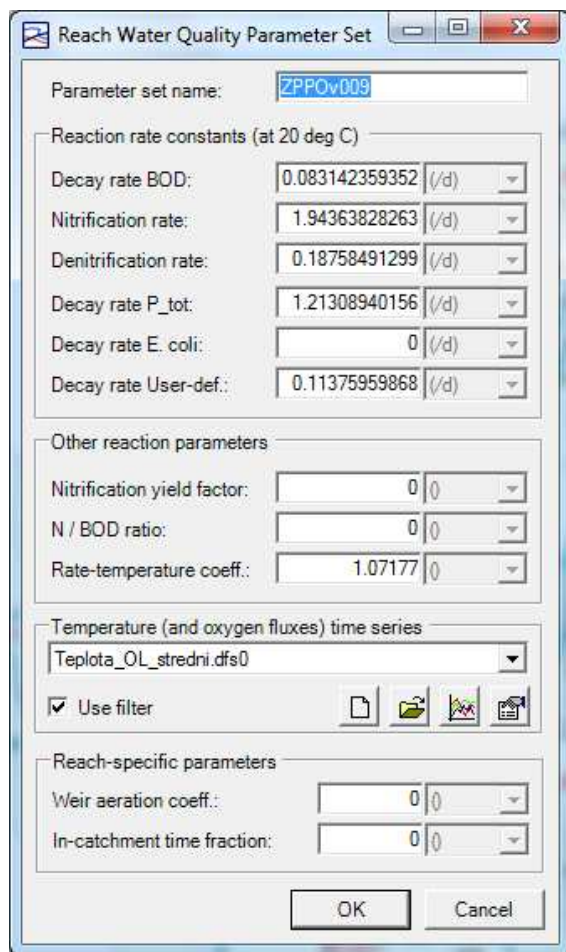 Reach Water Quality Parameter Set
Parameter set name: ZPPOv009
Reaction rate constants (at 20 deg C)
Decay rate BOD: 0.083142359352 (/d)
Nitrification rate: 1.94363828263 (/d)
Denitrification rate: 0.18758491299 (/d)
Decay rate P_tot: 1.21308940156 (/d)
Decay rate E. coli: 0 (/d)
Decay rate User-def.: 0.11375959868 (/d)
Other reaction parameters
Nitrification yield factor: 0 ()
N / BOD ratio: 0 ()
Rate-temperature coeff.: 1.07177 ()
Temperature (and oxygen fluxes) time series
Teplota_OL_stredni.dfs0
Use filter
Reach-specific parameters
Weir aeration coeff.: 0 ()
In-catchment time fraction: 0 ()
OK Cancel